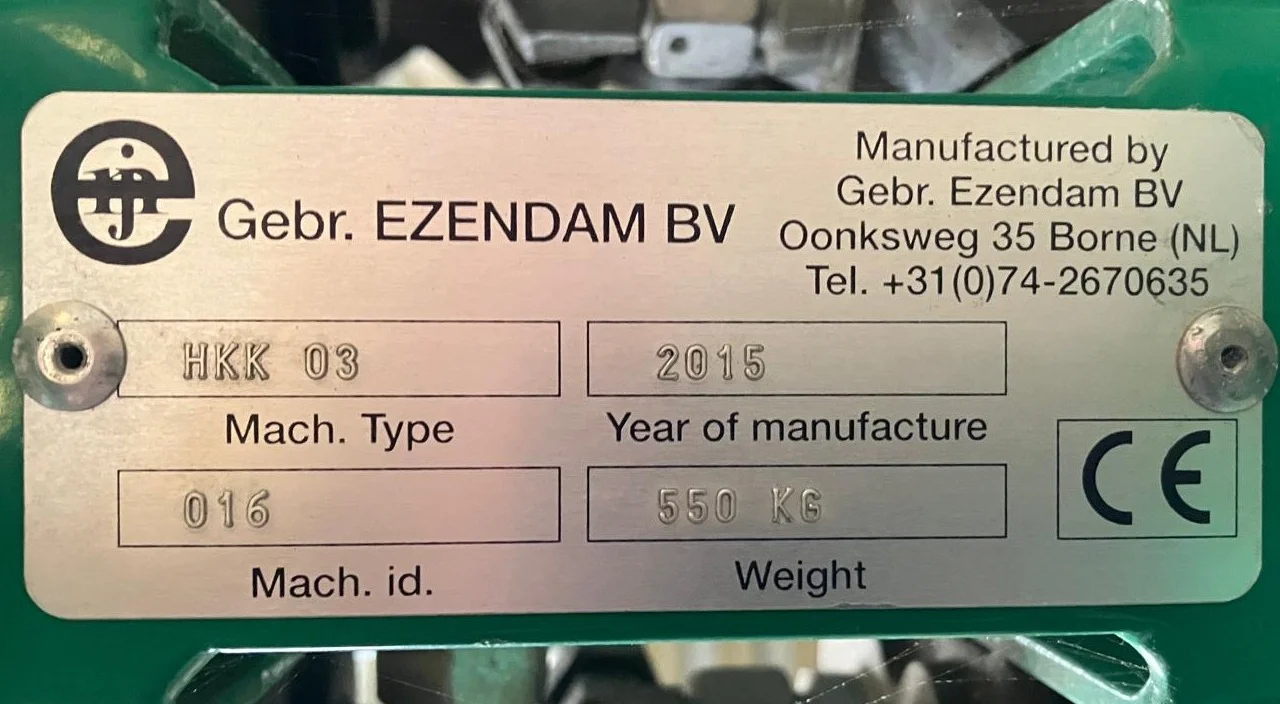 Gebr. EZENDAM BV
Manufactured by
Gebr. Ezendam BV
Oonksweg 35 Borne (NL)
Tel. +31(0)74-2670635
HKK 03
Mach. Type
2015
Year of manufacture
016
Mach. id.
550 KG
Weight
CE